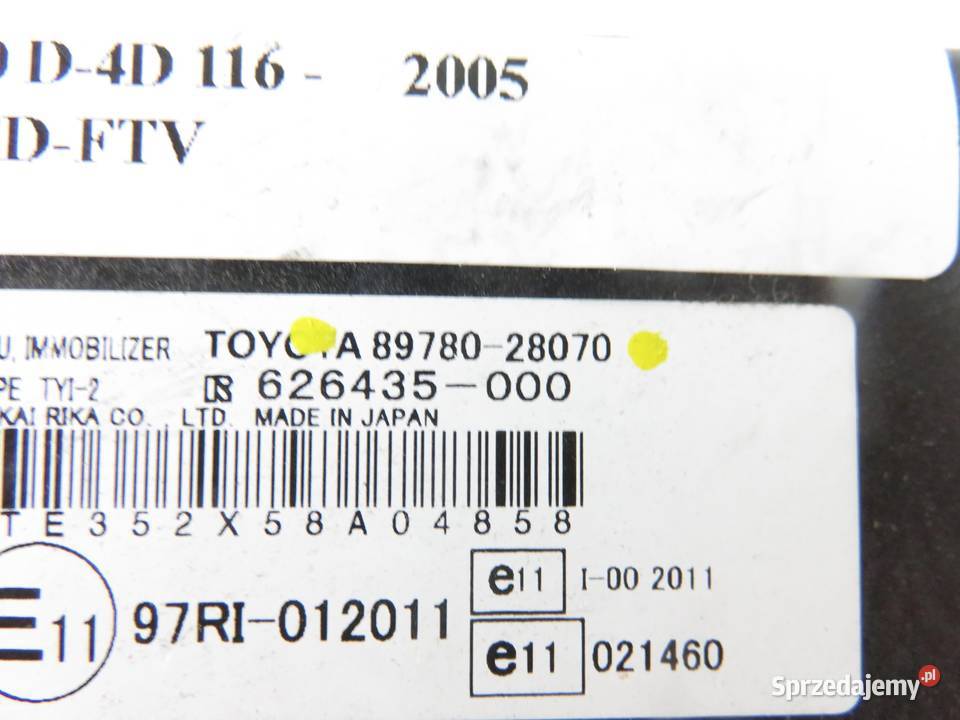 D-4D 116 - 2005
D-FTV
U, IMMOBILIZER TOYOTA 89780-28070
PE TYI-2 626435-000
KAI RIKA CO., LTD. MADE IN JAPAN
TE352X58A04858
E11 97RI-012011
e11 I-00 2011
e11 021460
Sprzedajemy.pl